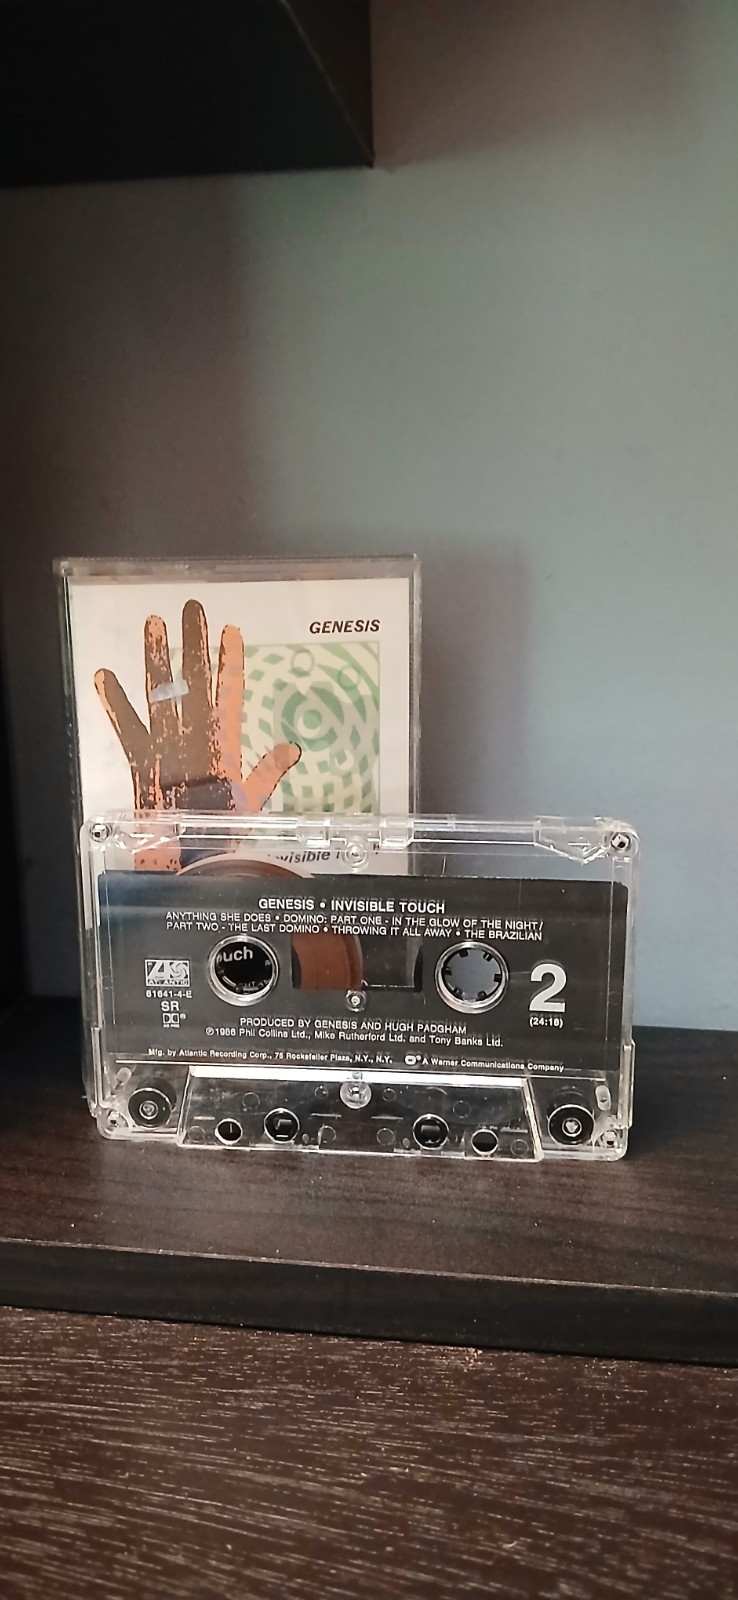 GENESIS
GENESIS • INVISIBLE TOUCH
ANYTHING SHE DOES • DOMINO: PART ONE - IN THE GLOW OF THE NIGHT/
PART TWO - THE LAST DOMINO • THROWING IT ALL AWAY • THE BRAZILIAN
uch
ATLANTIC
81641-4-E
SR
2
(24:18)
PRODUCED BY GENESIS AND HUGH PADGHAM
℗1986 Phil Collins Ltd., Mike Rutherford Ltd. and Tony Banks Ltd.
Mfg. by Atlantic Recording Corp., 75 Rockefeller Plaza, N.Y., N.Y. ® A Warner Communications Company